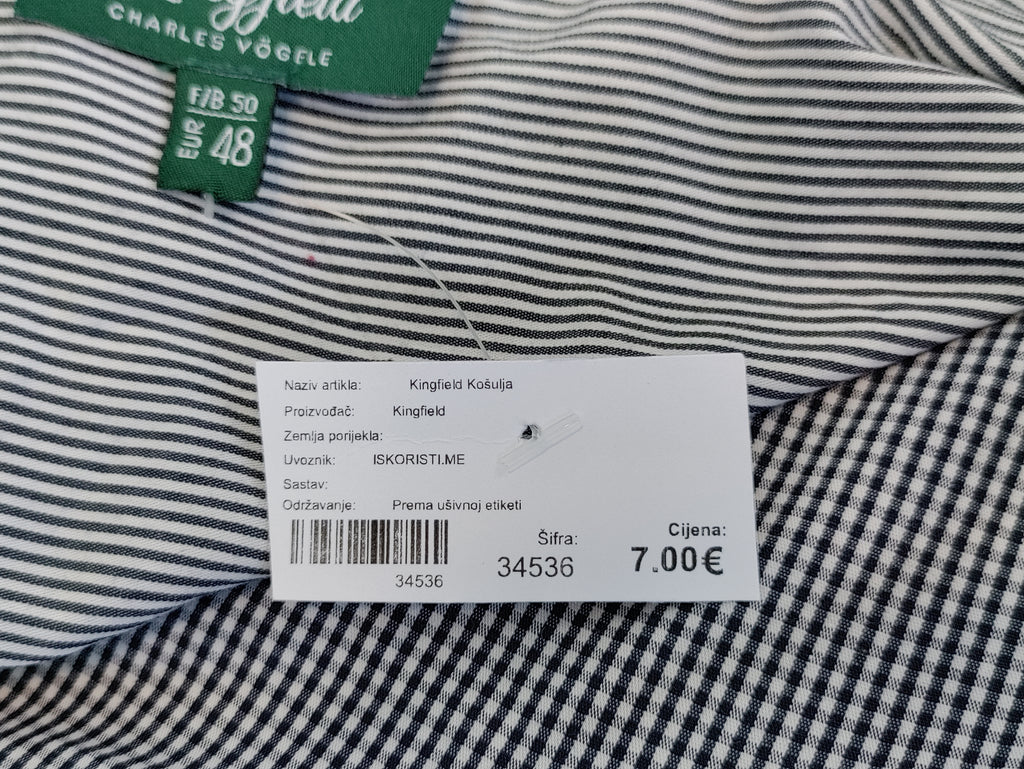 CHARLES VÖGELE
F/B 50
EUR 48
Naziv artikla: Kingfield Košulja
Proizvođač: Kingfield
Zemlja porijekla:
Uvoznik: ISKORISTI.ME
Sastav:
Održavanje: Prema ušivnoj etiketi
34536
Šifra:
34536
Cijena:
7.00€